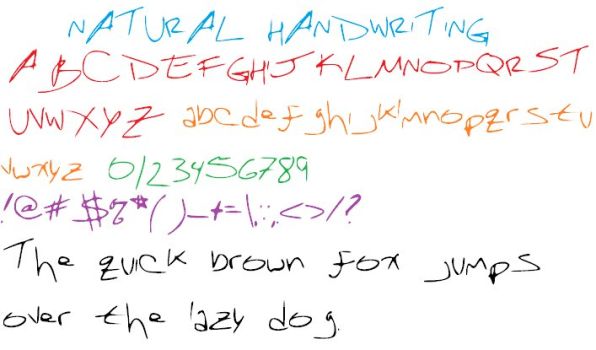 NATURAL HANDWRITING
ABCDEFGHIJKLMNOPQRST
UVWXYZ abcdefghijklmnopqrstu
vwxyz 0123456789
!@#$%*()_+=\:;,<>/?
The quick brown fox jumps
over the lazy dog.